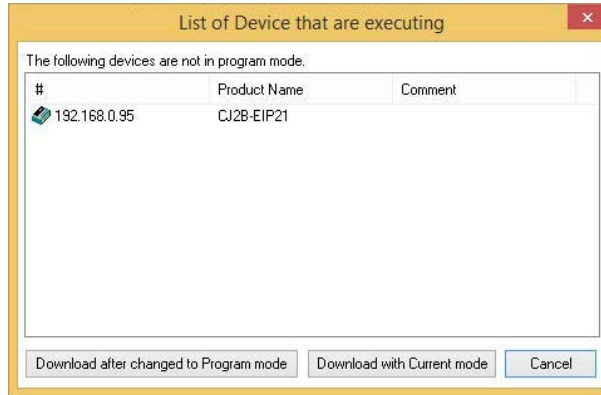 List of Device that are executing
The following devices are not in program mode.
# Product Name Comment
192.168.0.95 CJ2B-EIP21
Download after changed to Program mode Download with Current mode Cancel